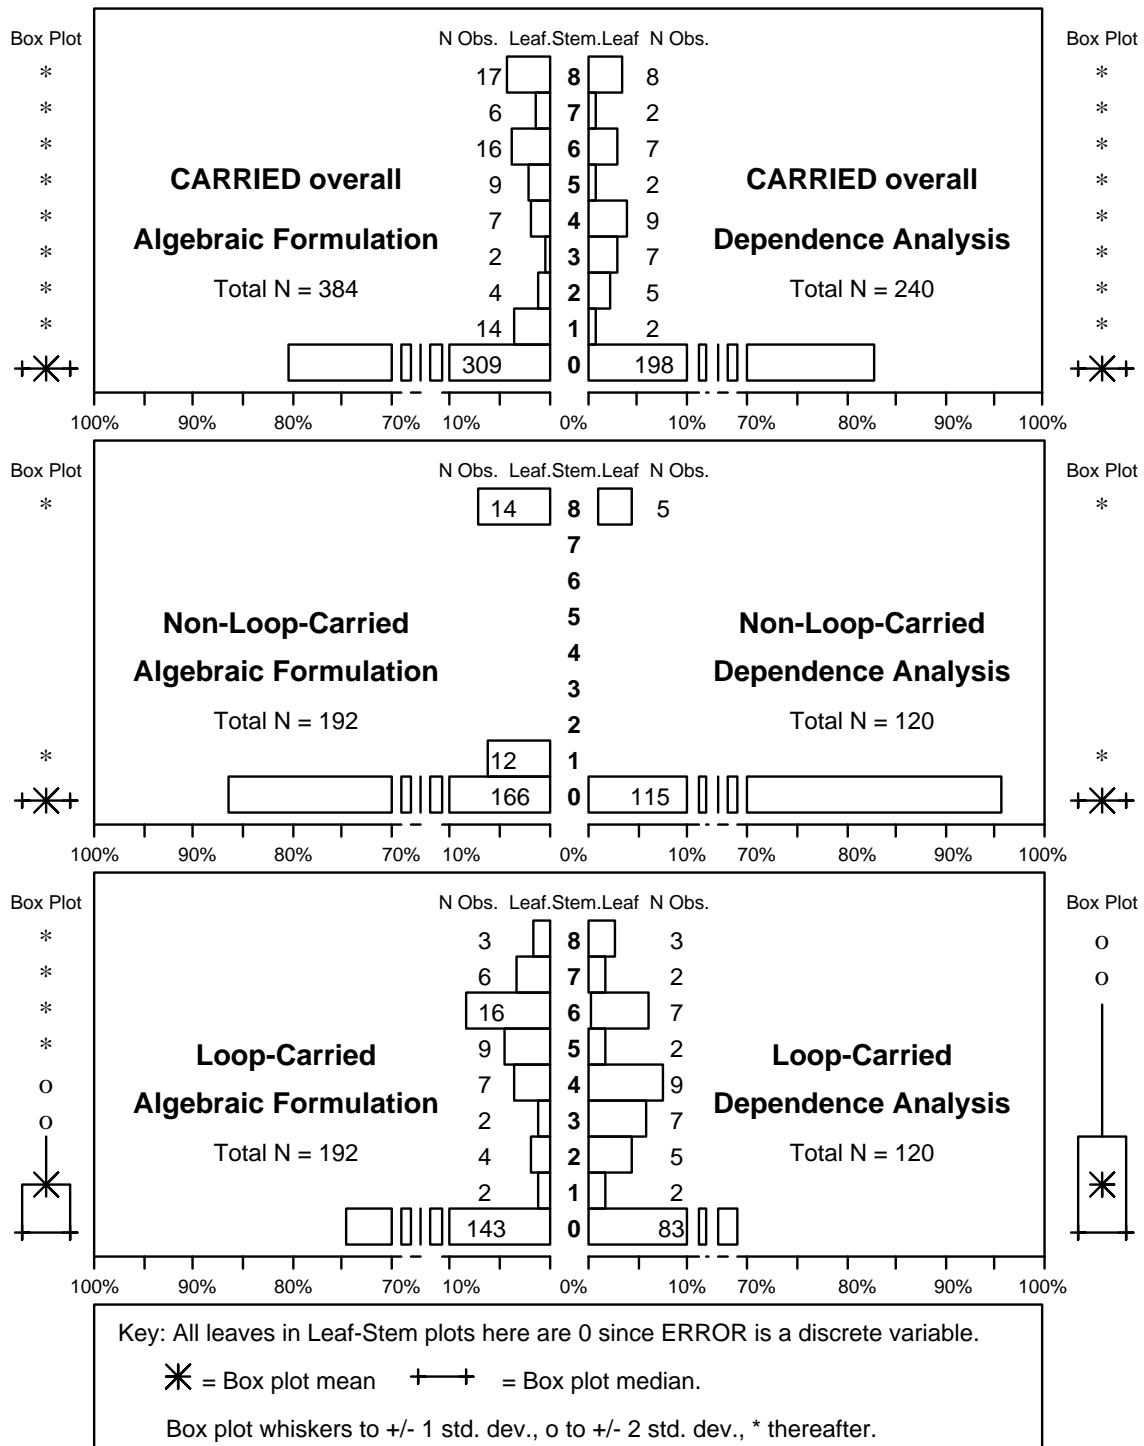 Box Plot N Obs. Leaf.Stem.Leaf N Obs. Box Plot
* 17 8 8 *
* 6 7 2 *
* 16 6 7 *
CARRIED overall CARRIED overall
* 9 5 2 *
* 7 4 9 *
Algebraic Formulation Dependence Analysis
* 2 3 7 *
Total N = 384 Total N = 240
* 4 2 5 *
* 14 1 2 *
309 0 198
100% 90% 80% 70% 10% 0% 10% 70% 80% 90% 100%
Box Plot N Obs. Leaf.Stem.Leaf N Obs. Box Plot
* 14 8 5 *
7
6
5
Non-Loop-Carried Non-Loop-Carried
4
Algebraic Formulation Dependence Analysis
3
Total N = 192 2 Total N = 120
* 12 1 *
166 0 115
100% 90% 80% 70% 10% 0% 10% 70% 80% 90% 100%
Box Plot N Obs. Leaf.Stem.Leaf N Obs. Box Plot
* 3 8 3 o
* 6 7 2 o
* 16 6 7
* 9 5 2
Loop-Carried Loop-Carried
o 7 4 9
Algebraic Formulation Dependence Analysis
o 2 3 7
Total N = 192 4 2 5 Total N = 120
2 1 2
143 0 83
100% 90% 80% 70% 10% 0% 10% 70% 80% 90% 100%
Key: All leaves in Leaf-Stem plots here are 0 since ERROR is a discrete variable.
= Box plot mean = Box plot median.
Box plot whiskers to +/- 1 std. dev., o to +/- 2 std. dev., * thereafter.